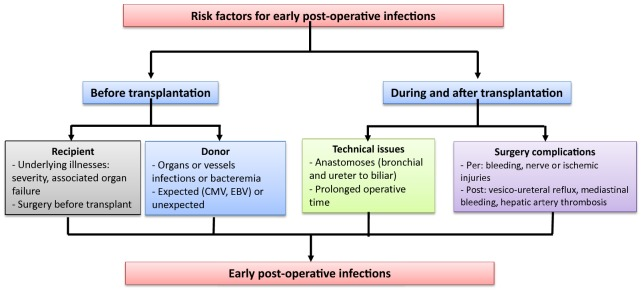 Risk factors for early post-operative infections
Before transplantation
During and after transplantation
Recipient
- Underlying illnesses:
severity, associated organ
failure
- Surgery before transplant
Donor
- Organs or vessels
infections or bacteremia
- Expected (CMV, EBV) or
unexpected
Technical issues
- Anastomoses (bronchial
and ureter to biliar)
- Prolonged operative
time
Surgery complications
- Per: bleeding, nerve or ischemic
injuries
- Post: vesico-ureteral reflux, mediastinal
bleeding, hepatic artery thrombosis
Early post-operative infections